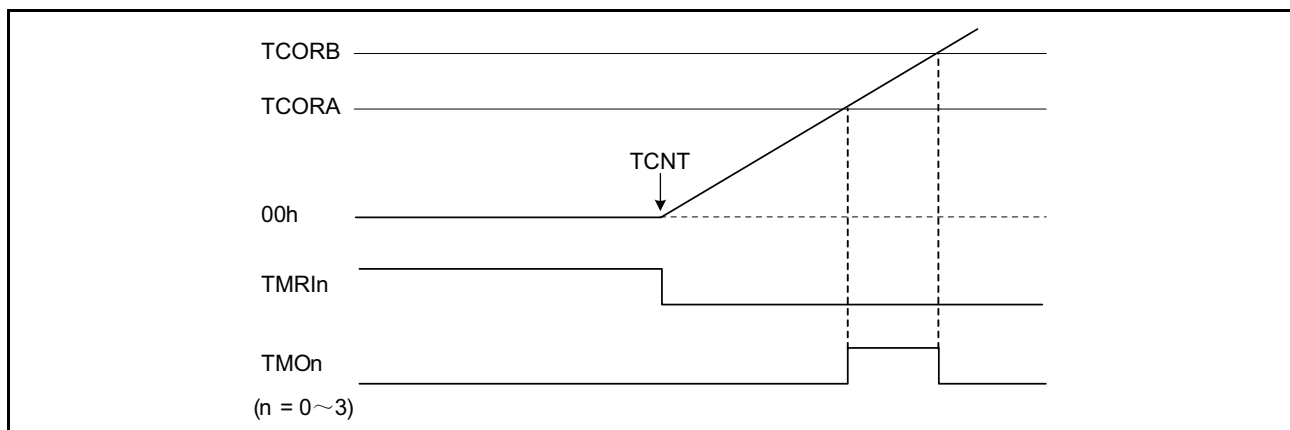 TCORB
TCORA
TCNT
00h
TMRIn
TMOn
(n = 0～3)